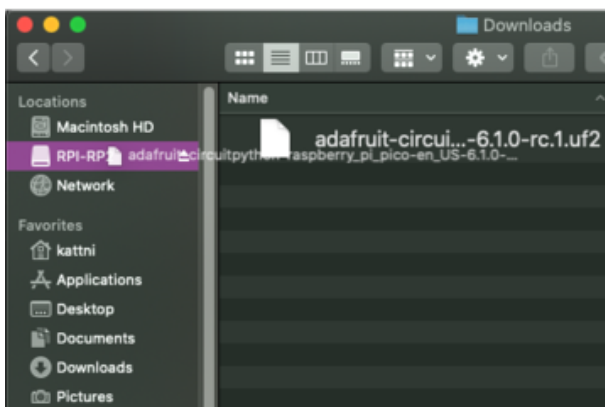 Downloads
Locations
Name
Macintosh HD
adafruit-circui...-6.1.0-rc.1.uf2
RPI-RP2
adafruit-circuitpython-raspberry_pi_pico-en_US-6.1.0-...
Network
Favorites
kattni
Applications
Desktop
Documents
Downloads
Pictures